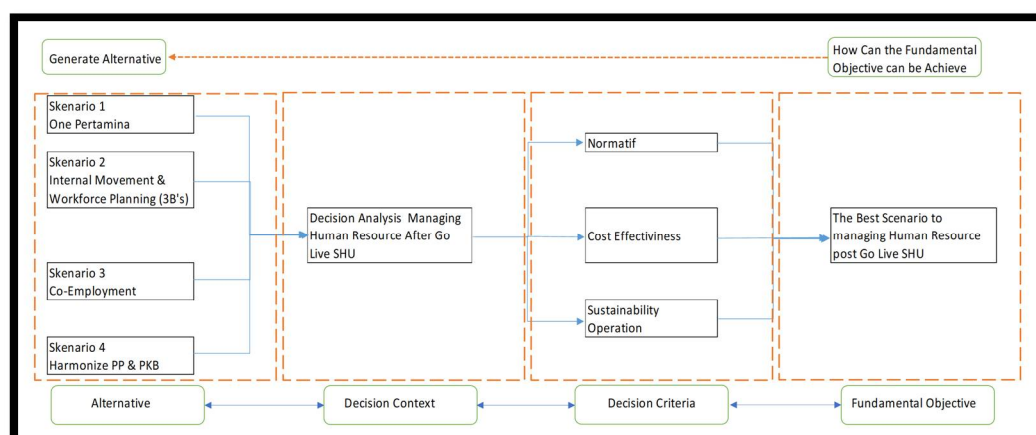 Generate Alternative
How Can the Fundamental
Objective can be Achieve
Skenario 1
One Pertamina
Skenario 2
Internal Movement &
Workforce Planning (3B's)
Skenario 3
Co-Employment
Skenario 4
Harmonize PP & PKB
Decision Analysis Managing
Human Resource After Go
Live SHU
Normatif
Cost Effectiviness
Sustainability
Operation
The Best Scenario to
managing Human Resource
post Go Live SHU
Alternative
Decision Context
Decision Criteria
Fundamental Objective